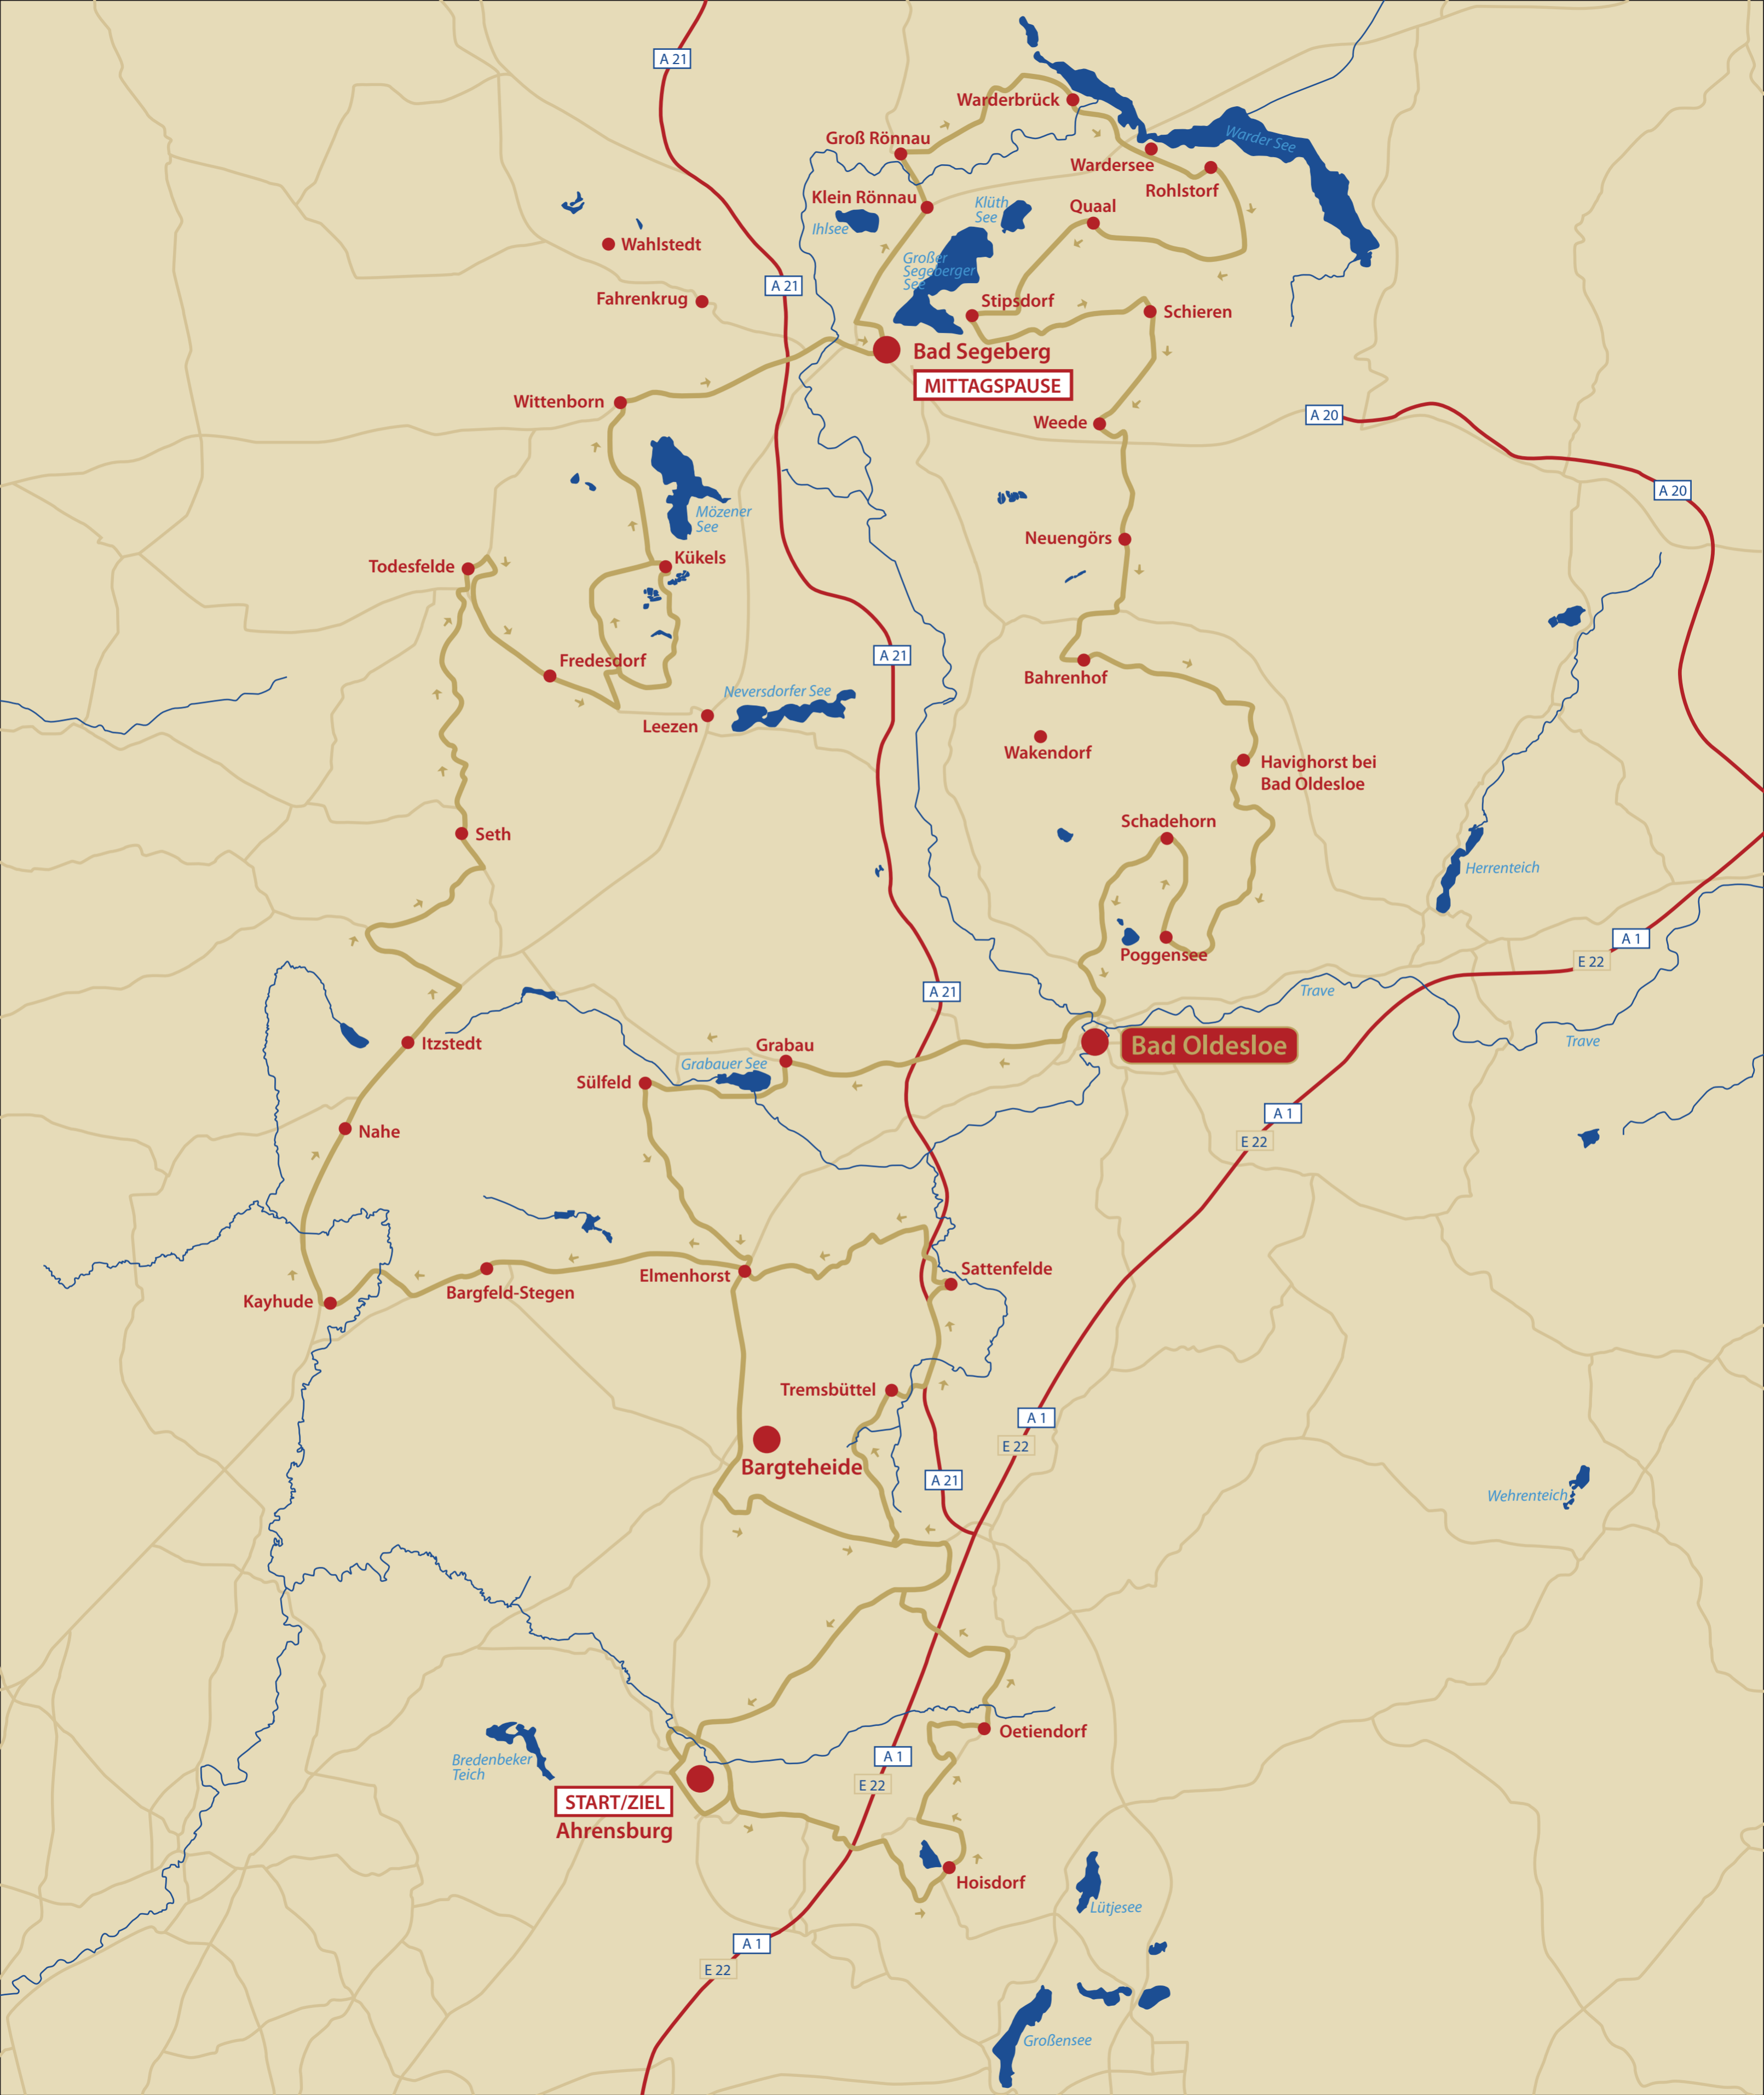 A 21
Warderbrück
Groß Rönnau
Warder See
Wardersee
Rohlstorf
Klein Rönnau
Klüth
See
Quaal
Ihlsee
Wahlstedt
Großer
Segeberger
See
A 21
Fahrenkrug
Stipsdorf
Schieren
Bad Segeberg
MITTAGSPAUSE
Wittenborn
Weede
A 20
A 20
Mözener
See
Neuengörs
Todesfelde
Kükels
A 21
Fredesdorf
Bahrenhof
Neversdorfer See
Leezen
Wakendorf
Havighorst bei
Bad Oldesloe
Schadehorn
Seth
Herrenteich
A 1
E 22
Poggensee
A 21
Trave
Trave
Itzstedt
Grabau
Bad Oldesloe
Grabauer See
Sülfeld
A 1
E 22
Nahe
Sattenfelde
Elmenhorst
Bargfeld-Stegen
Kayhude
Tremsbüttel
A 1
E 22
Bargteheide
A 21
Wehrenteich
Oetiendorf
A 1
E 22
Bredenbeker
Teich
START/ZIEL
Ahrensburg
Hoisdorf
Lütjesee
A 1
E 22
Großensee